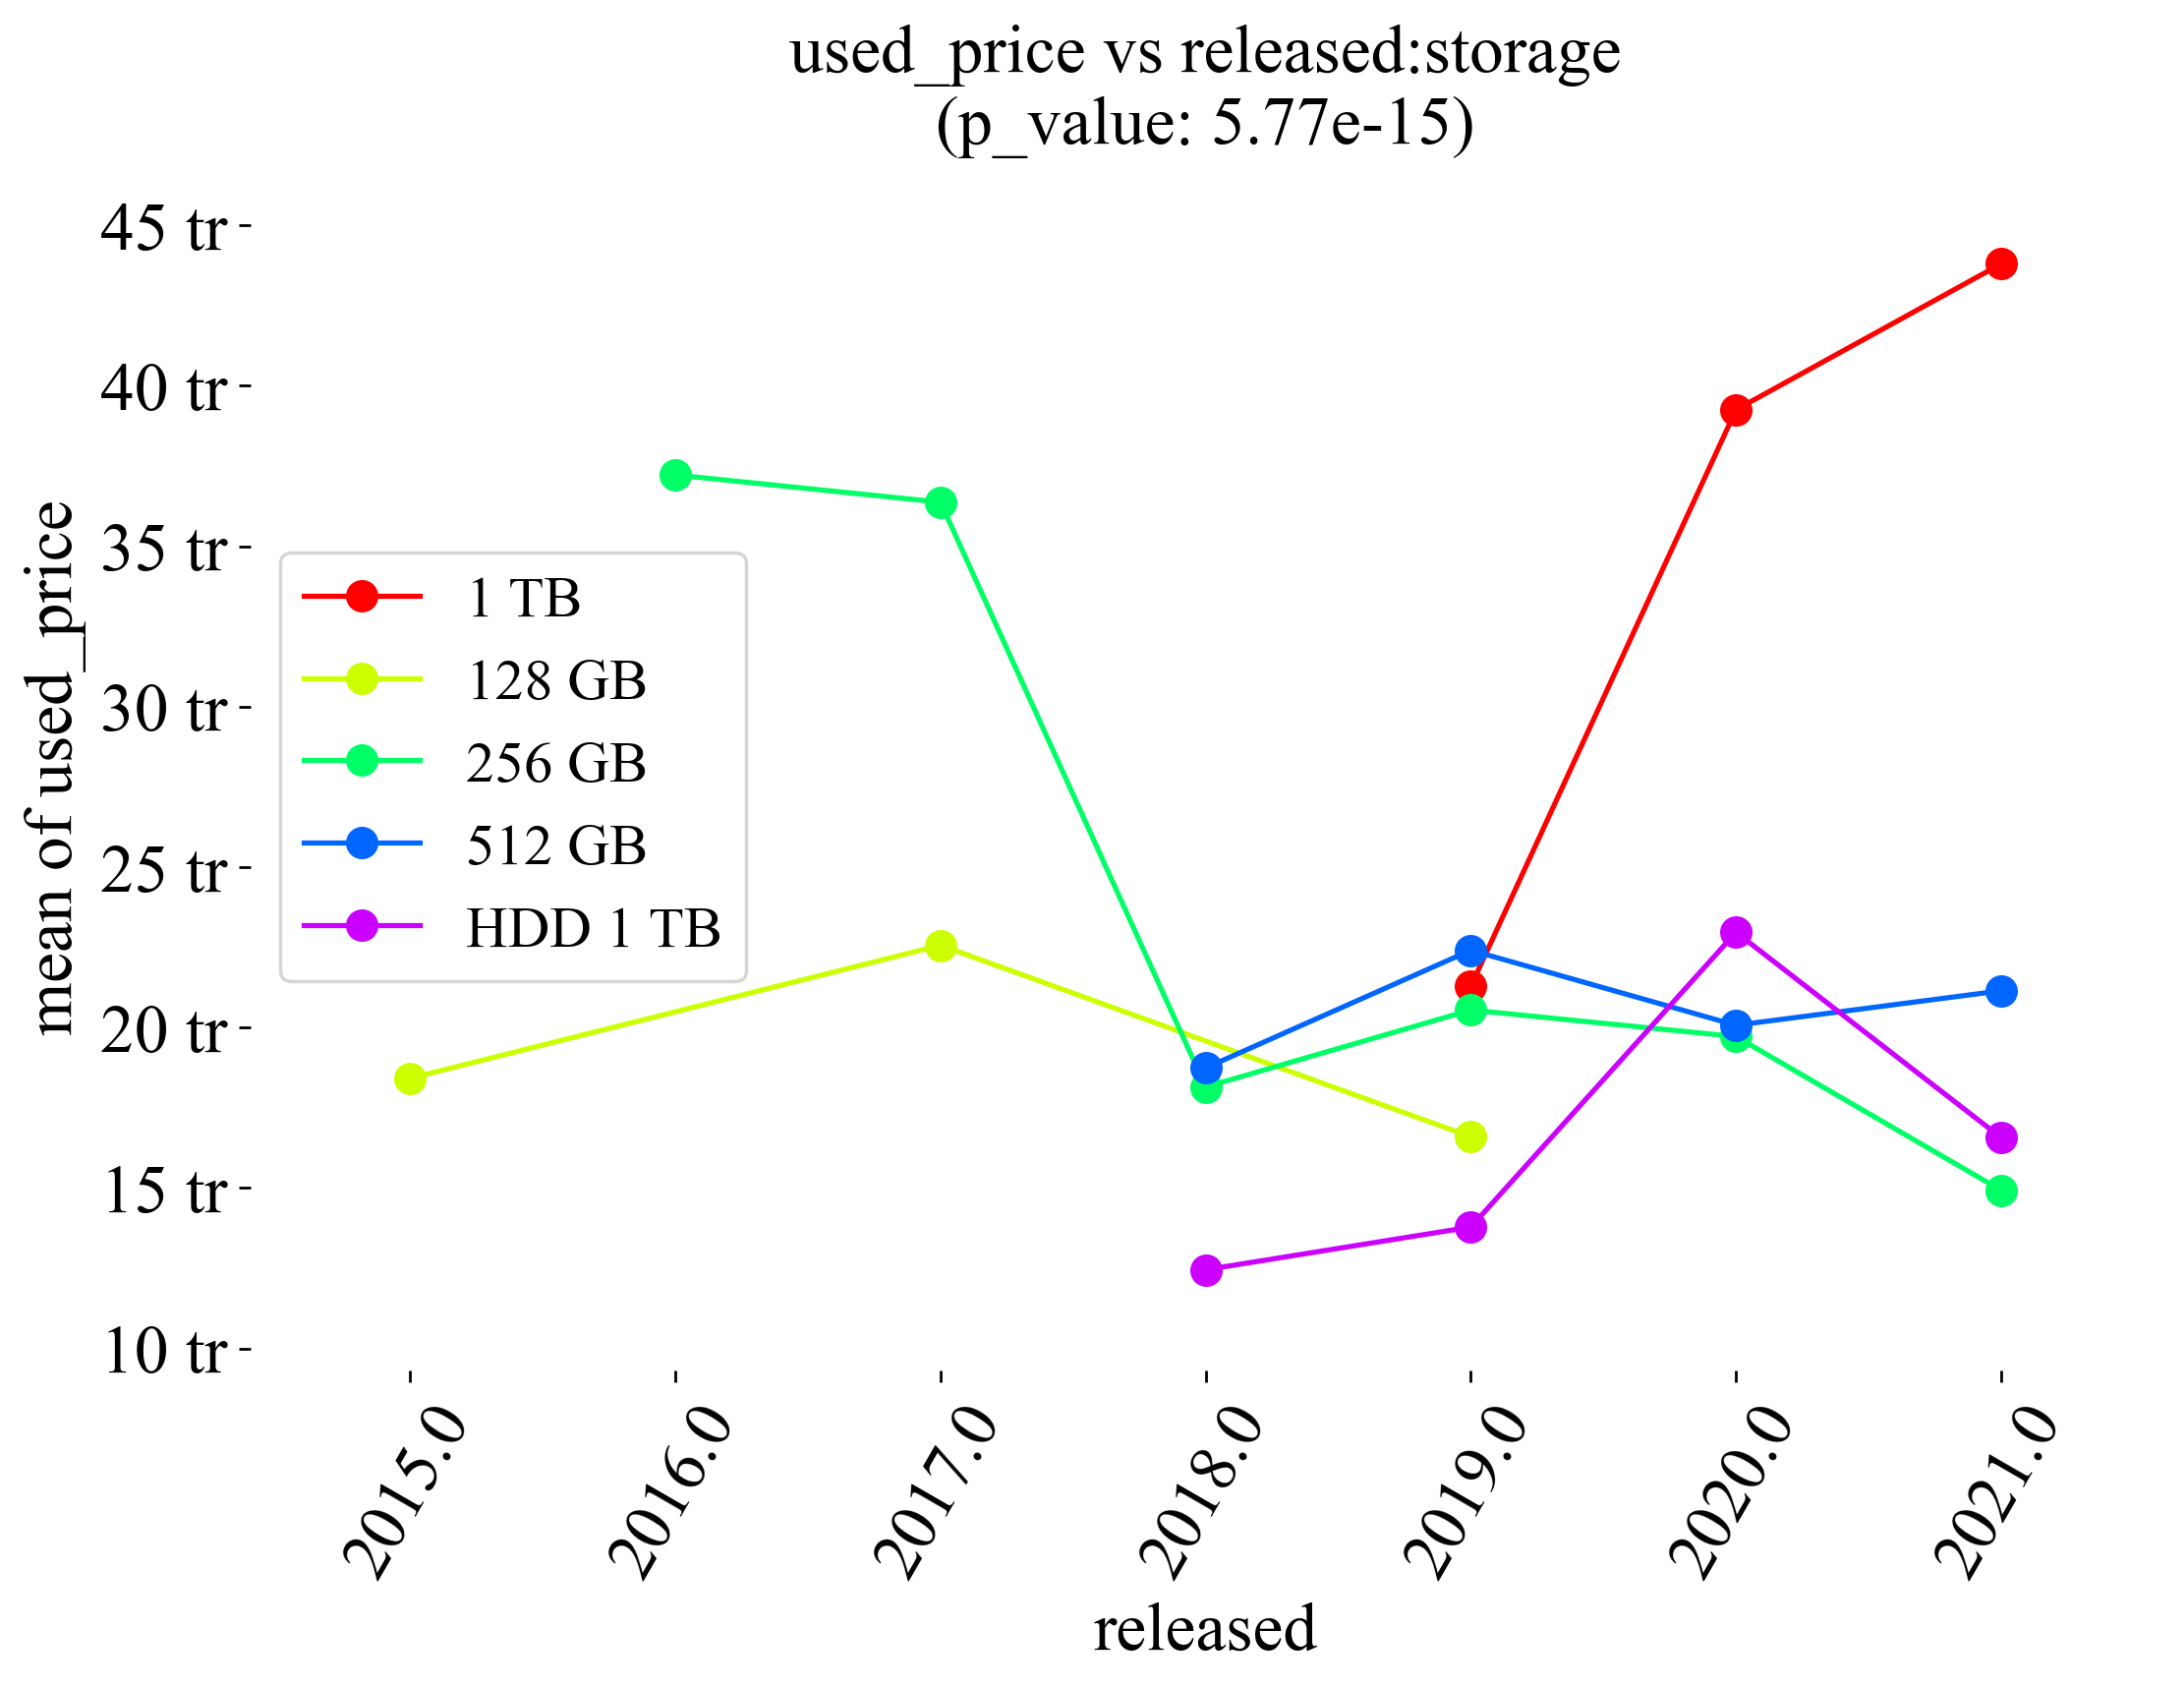 used_price vs released:storage
(p_value: 5.77e-15)
45 tr
40 tr
35 tr
30 tr
25 tr
20 tr
15 tr
10 tr
mean of used_price
1 TB
128 GB
256 GB
512 GB
HDD 1 TB
2015.0
2016.0
2017.0
2018.0
2019.0
2020.0
2021.0
released